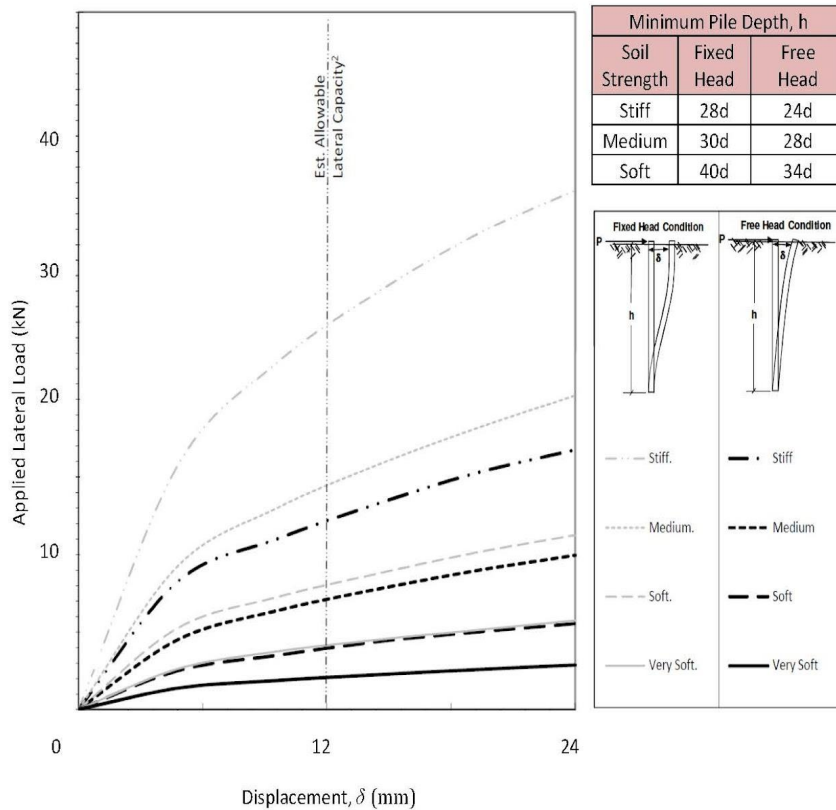 40
30
20
10
0
12
24
Applied Lateral Load (kN)
Displacement, δ (mm)
Est. Allowable
Lateral Capacity²
Minimum Pile Depth, h
Soil Strength Fixed Head Free Head
Stiff 28d 24d
Medium 30d 28d
Soft 40d 34d
Fixed Head Condition Free Head Condition
P δ P δ
h h
Stiff. Stiff
Medium. Medium
Soft. Soft
Very Soft. Very Soft